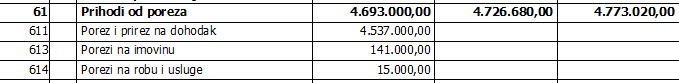 61 Prihodi od poreza 4.693.000,00 4.726.680,00 4.773.020,00
611 Porez i prirez na dohodak 4.537.000,00
613 Porezi na imovinu 141.000,00
614 Porezi na robu i usluge 15.000,00